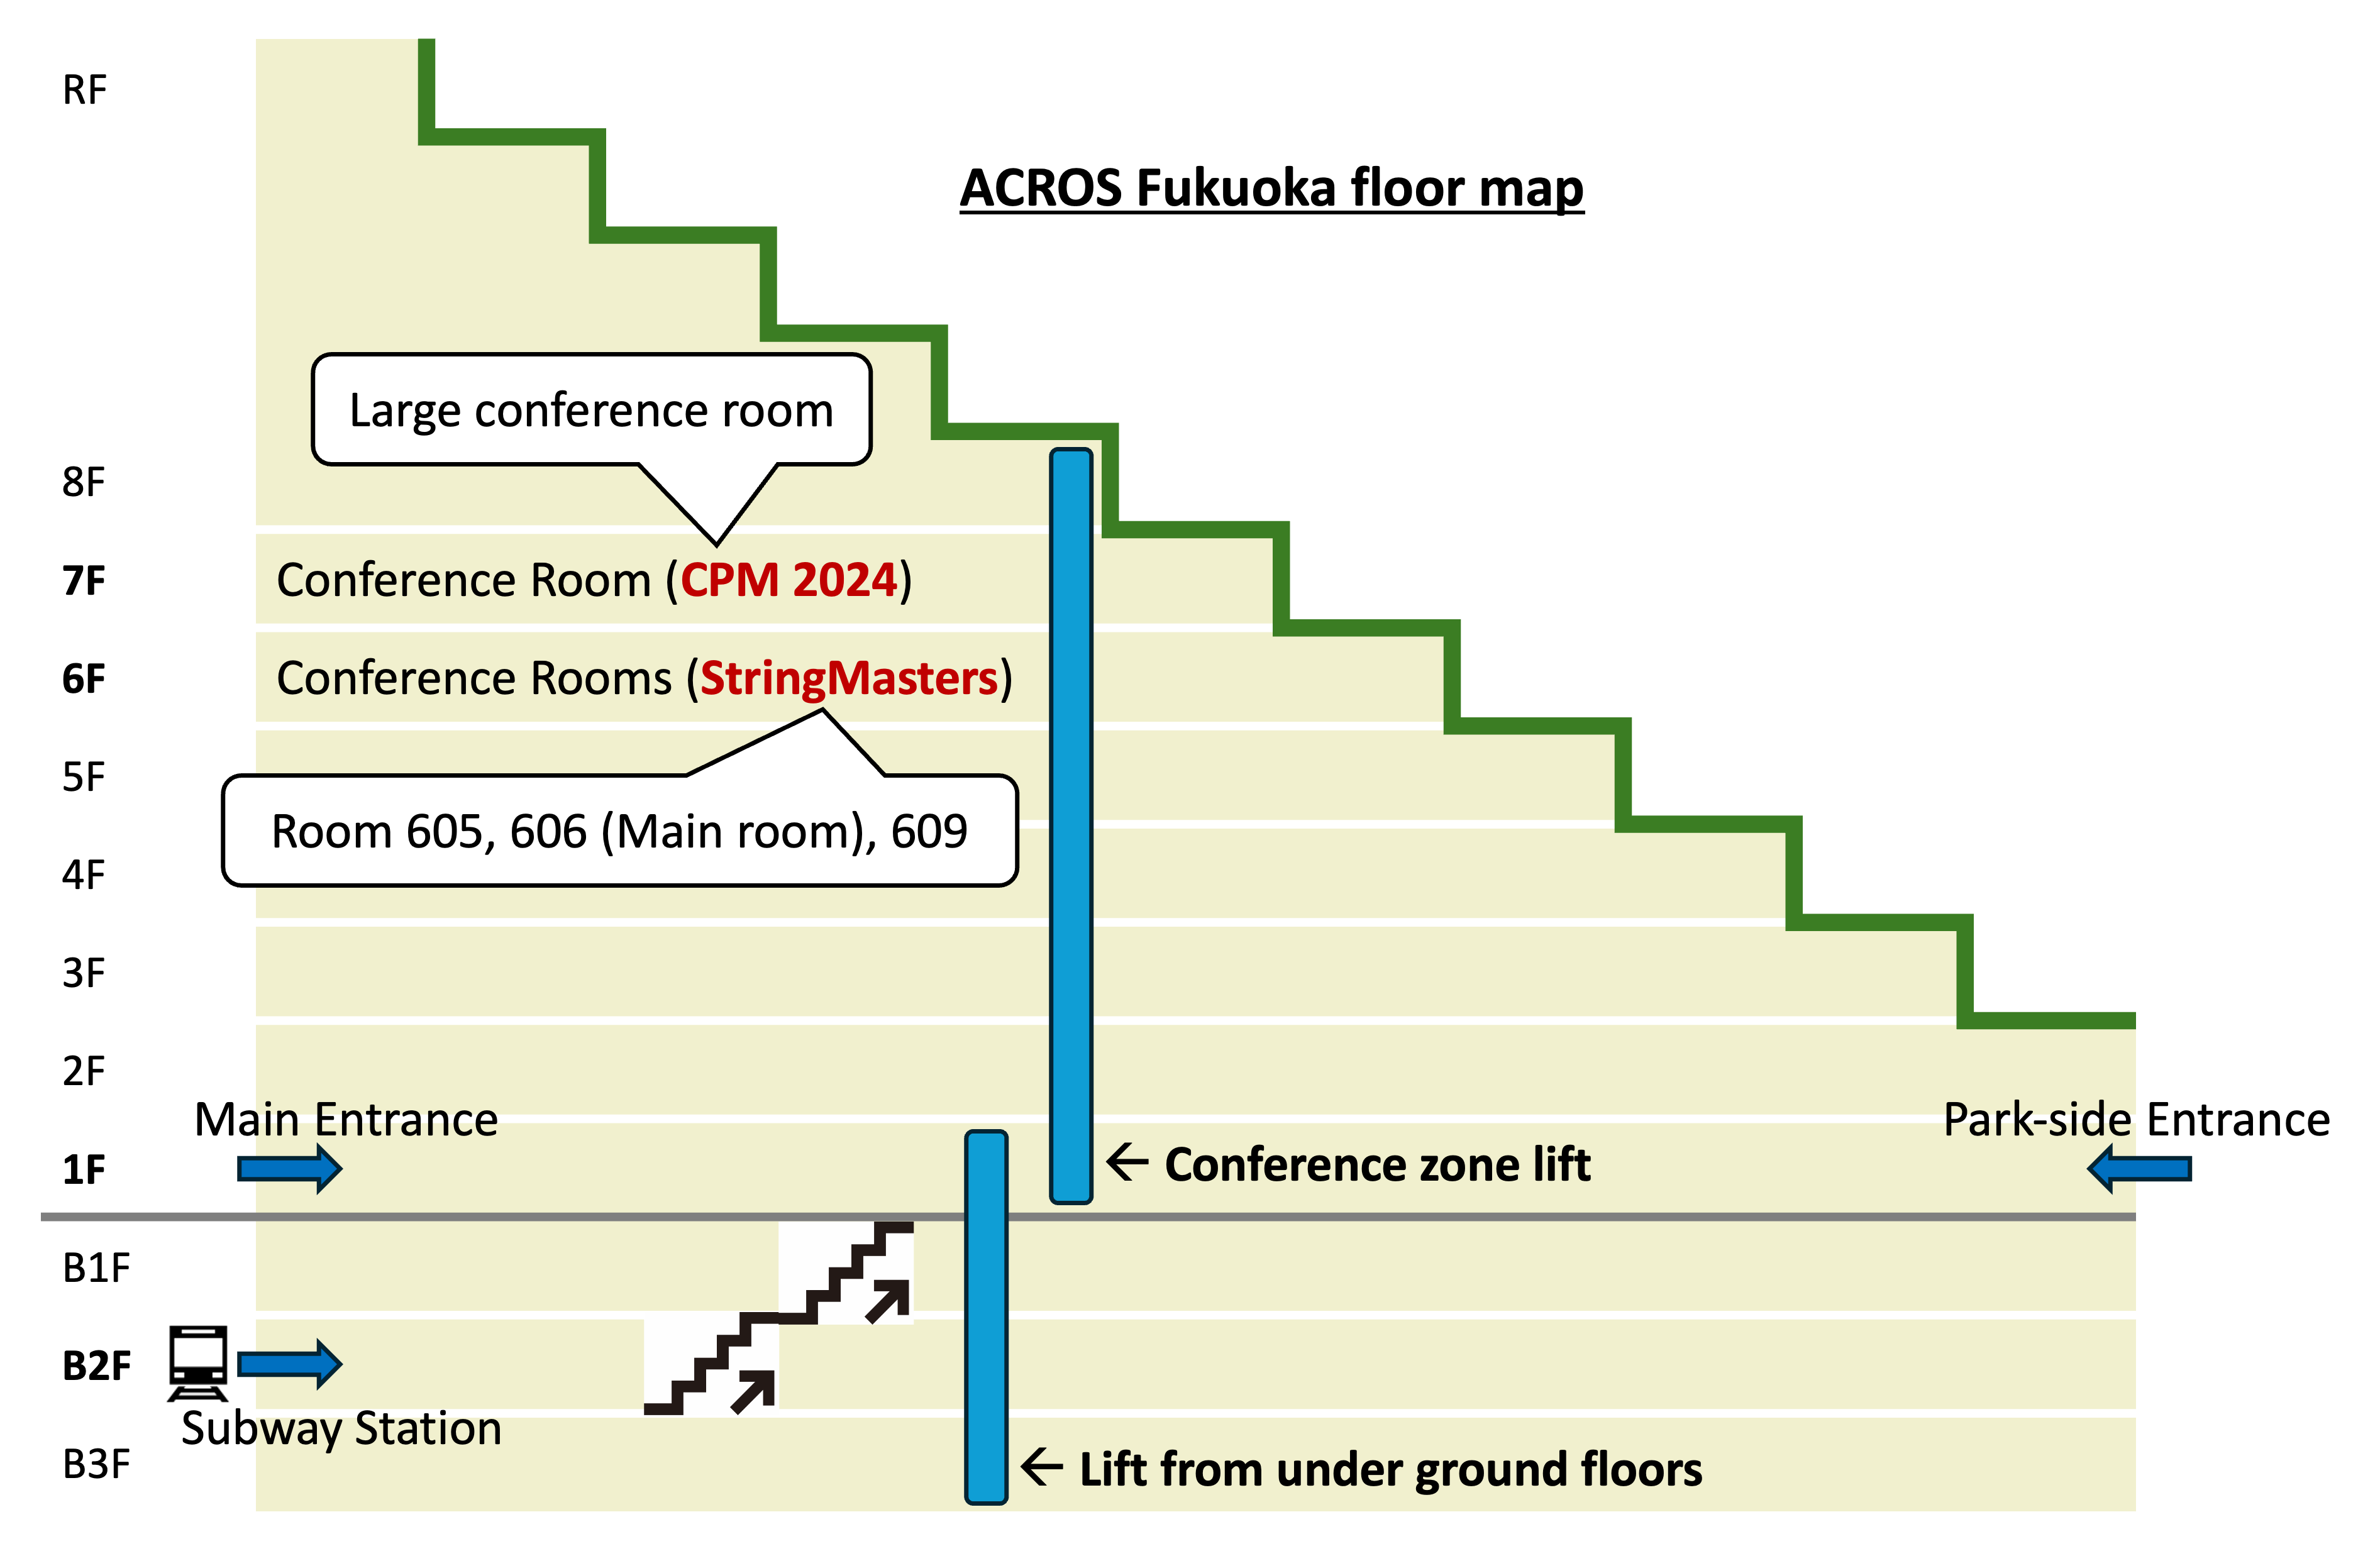 RF
ACROS Fukuoka floor map
Large conference room
8F
7F
Conference Room (CPM 2024)
6F
Conference Rooms (StringMasters)
5F
Room 605, 606 (Main room), 609
4F
3F
2F
Main Entrance
Park-side Entrance
1F
← Conference zone lift
B1F
B2F
Subway Station
B3F
← Lift from under ground floors